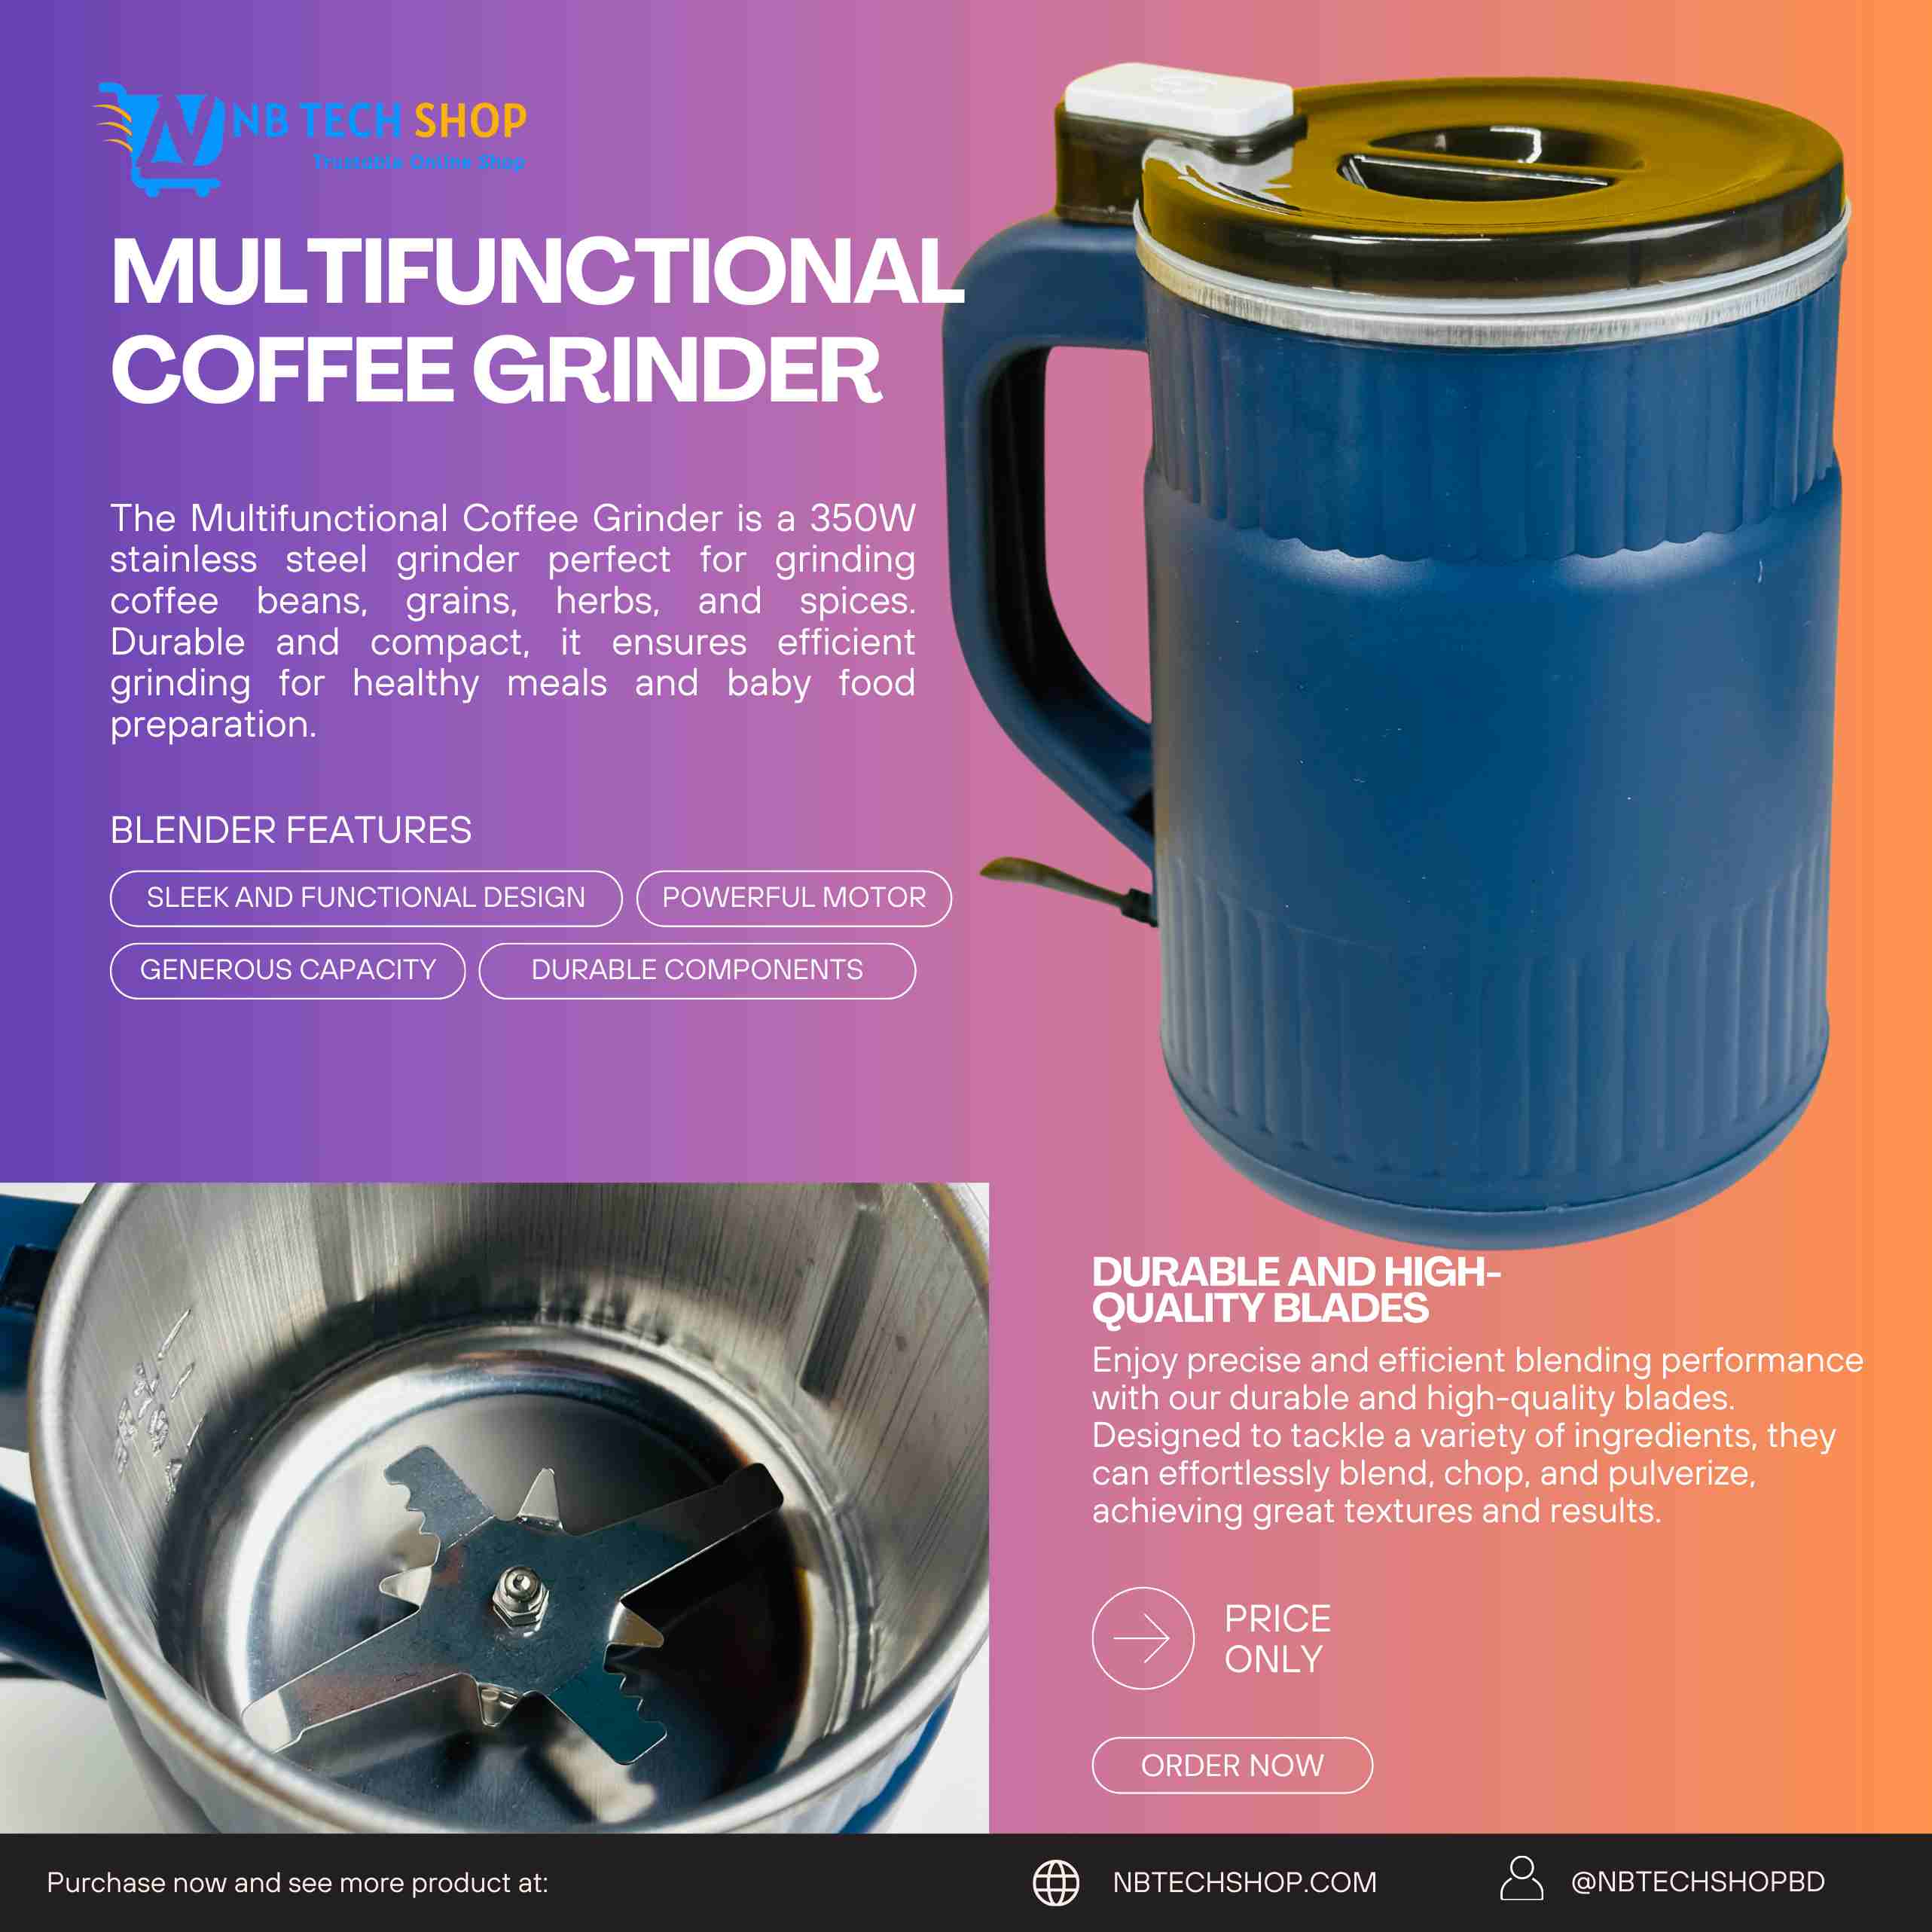 NB TECH SHOP
Trustable Online Shop
MULTIFUNCTIONAL
COFFEE GRINDER
The Multifunctional Coffee Grinder is a 350W
stainless steel grinder perfect for grinding
coffee beans, grains, herbs, and spices.
Durable and compact, it ensures efficient
grinding for healthy meals and baby food
preparation.
BLENDER FEATURES
SLEEK AND FUNCTIONAL DESIGN
POWERFUL MOTOR
GENEROUS CAPACITY
DURABLE COMPONENTS
DURABLE AND HIGH-
QUALITY BLADES
Enjoy precise and efficient blending performance
with our durable and high-quality blades.
Designed to tackle a variety of ingredients, they
can effortlessly blend, chop, and pulverize,
achieving great textures and results.
PRICE
ONLY
ORDER NOW
Purchase now and see more product at:
NBTECHSHOP.COM
@NBTECHSHOPBD